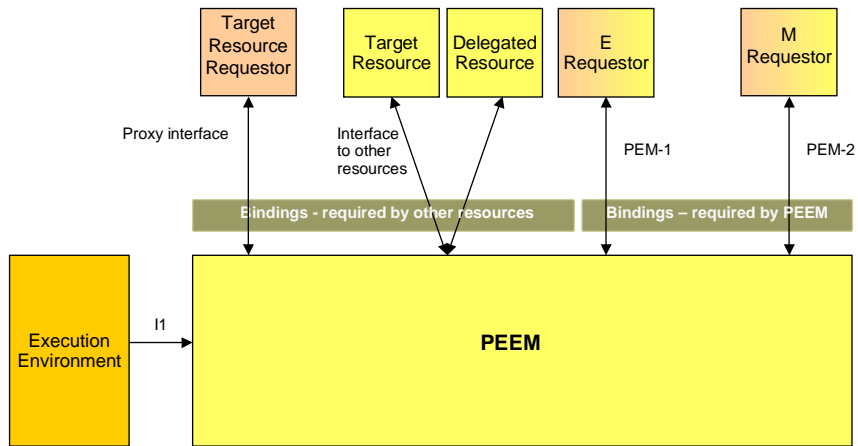 Target
Resource
Requestor
Target
Resource
Delegated
Resource
E
Requestor
M
Requestor
Proxy interface
Interface
to other
resources
PEM-1
PEM-2
Bindings - required by other resources
Bindings – required by PEEM
Execution
Environment
I1
PEEM